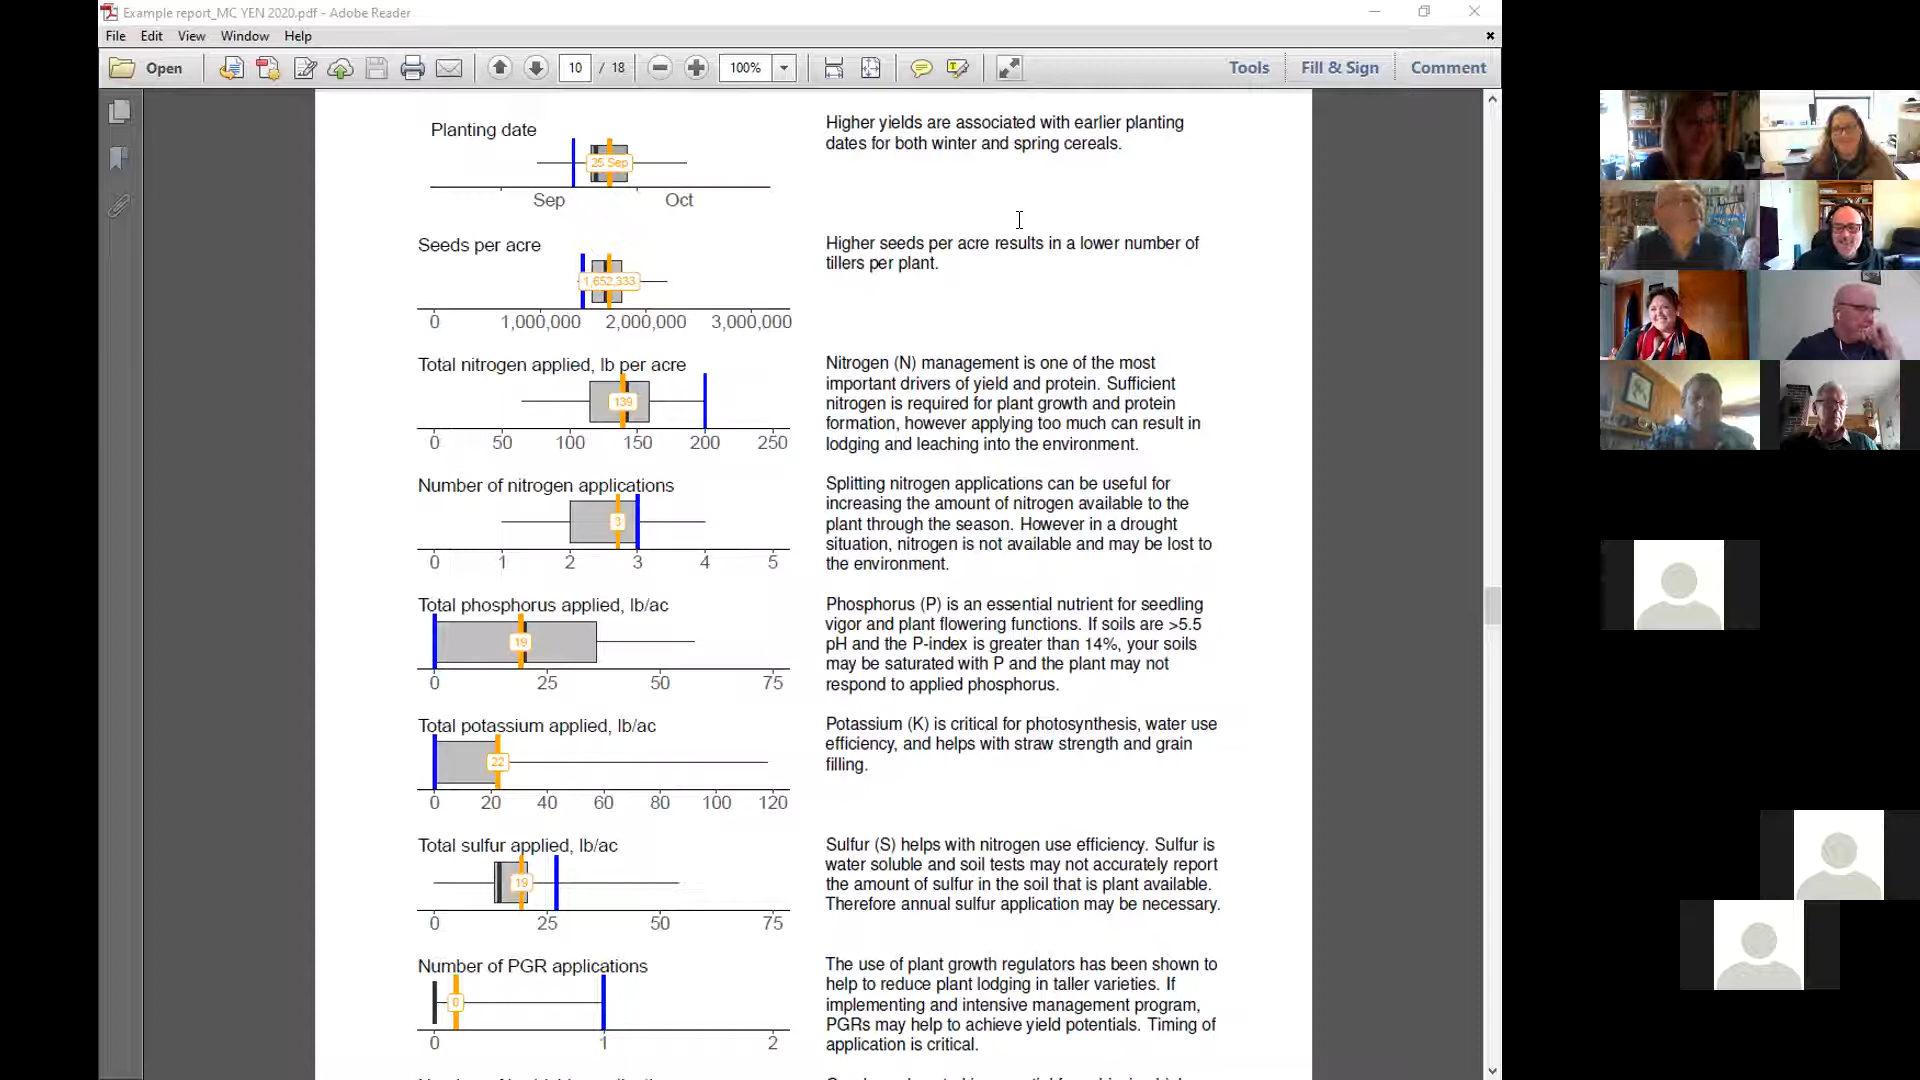 Example report_MC YEN 2020.pdf - Adobe Reader
File Edit View Window Help
Open 10 / 18 100% Tools Fill & Sign Comment
Planting date
25 Sep
Sep Oct
Higher yields are associated with earlier planting
dates for both winter and spring cereals.
Seeds per acre
1,652,333
0 1,000,000 2,000,000 3,000,000
Higher seeds per acre results in a lower number of
tillers per plant.
Total nitrogen applied, lb per acre
139
0 50 100 150 200 250
Nitrogen (N) management is one of the most
important drivers of yield and protein. Sufficient
nitrogen is required for plant growth and protein
formation, however applying too much can result in
lodging and leaching into the environment.
Number of nitrogen applications
3
0 1 2 3 4 5
Splitting nitrogen applications can be useful for
increasing the amount of nitrogen available to the
plant through the season. However in a drought
situation, nitrogen is not available and may be lost to
the environment.
Total phosphorus applied, lb/ac
19
0 25 50 75
Phosphorus (P) is an essential nutrient for seedling
vigor and plant flowering functions. If soils are >5.5
pH and the P-index is greater than 14%, your soils
may be saturated with P and the plant may not
respond to applied phosphorus.
Total potassium applied, lb/ac
22
0 20 40 60 80 100 120
Potassium (K) is critical for photosynthesis, water use
efficiency, and helps with straw strength and grain
filling.
Total sulfur applied, lb/ac
19
0 25 50 75
Sulfur (S) helps with nitrogen use efficiency. Sulfur is
water soluble and soil tests may not accurately report
the amount of sulfur in the soil that is plant available.
Therefore annual sulfur application may be necessary.
Number of PGR applications
0
0 1 2
The use of plant growth regulators has been shown to
help to reduce plant lodging in taller varieties. If
implementing and intensive management program,
PGRs may help to achieve yield potentials. Timing of
application is critical.